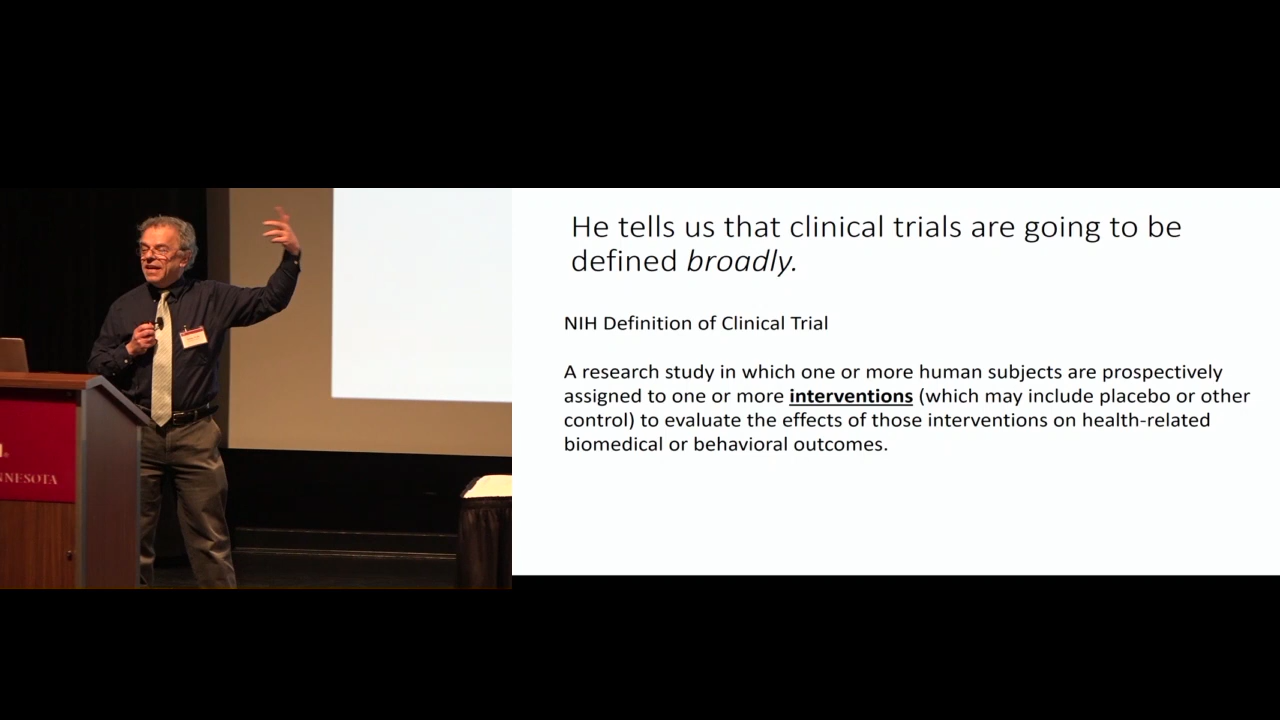 NNESOTA
He tells us that clinical trials are going to be
defined broadly.
NIH Definition of Clinical Trial
A research study in which one or more human subjects are prospectively
assigned to one or more interventions (which may include placebo or other
control) to evaluate the effects of those interventions on health-related
biomedical or behavioral outcomes.